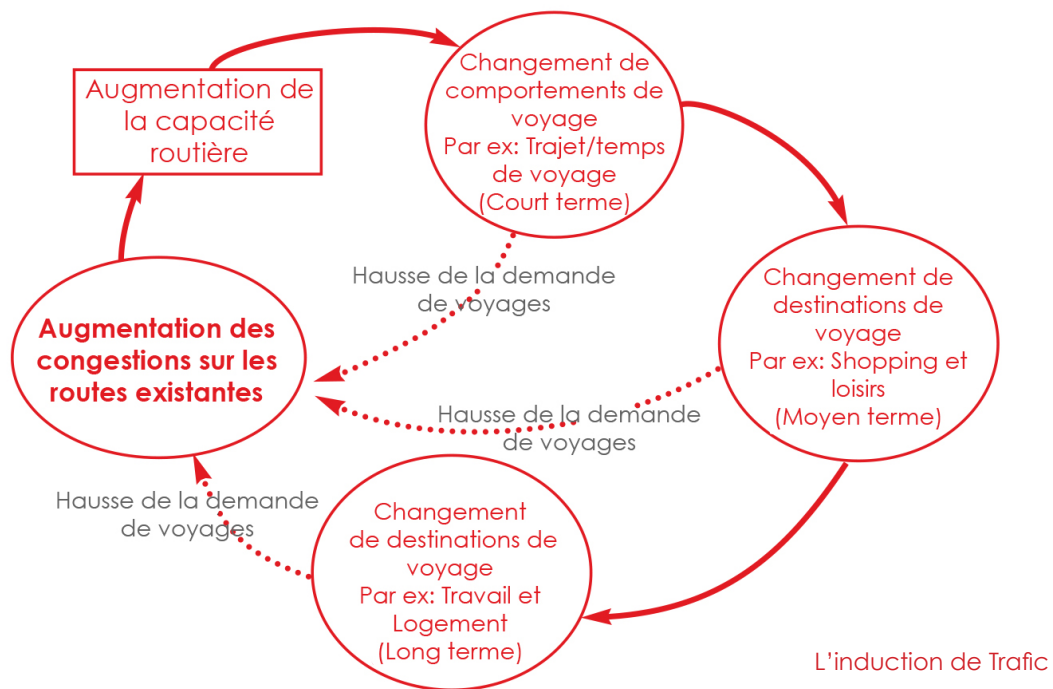 Augmentation de
la capacité
routière
Changement de
comportements de
voyage
Par ex: Trajet/temps
de voyage
(Court terme)
Hausse de la demande
de voyages
Changement de
destinations de
voyage
Par ex: Shopping et
loisirs
(Moyen terme)
Augmentation des
congestions sur les
routes existantes
Hausse de la demande
de voyages
Hausse de la demande
de voyages
Changement
de destinations de
voyage
Par ex: Travail et
Logement
(Long terme)
L'induction de Trafic